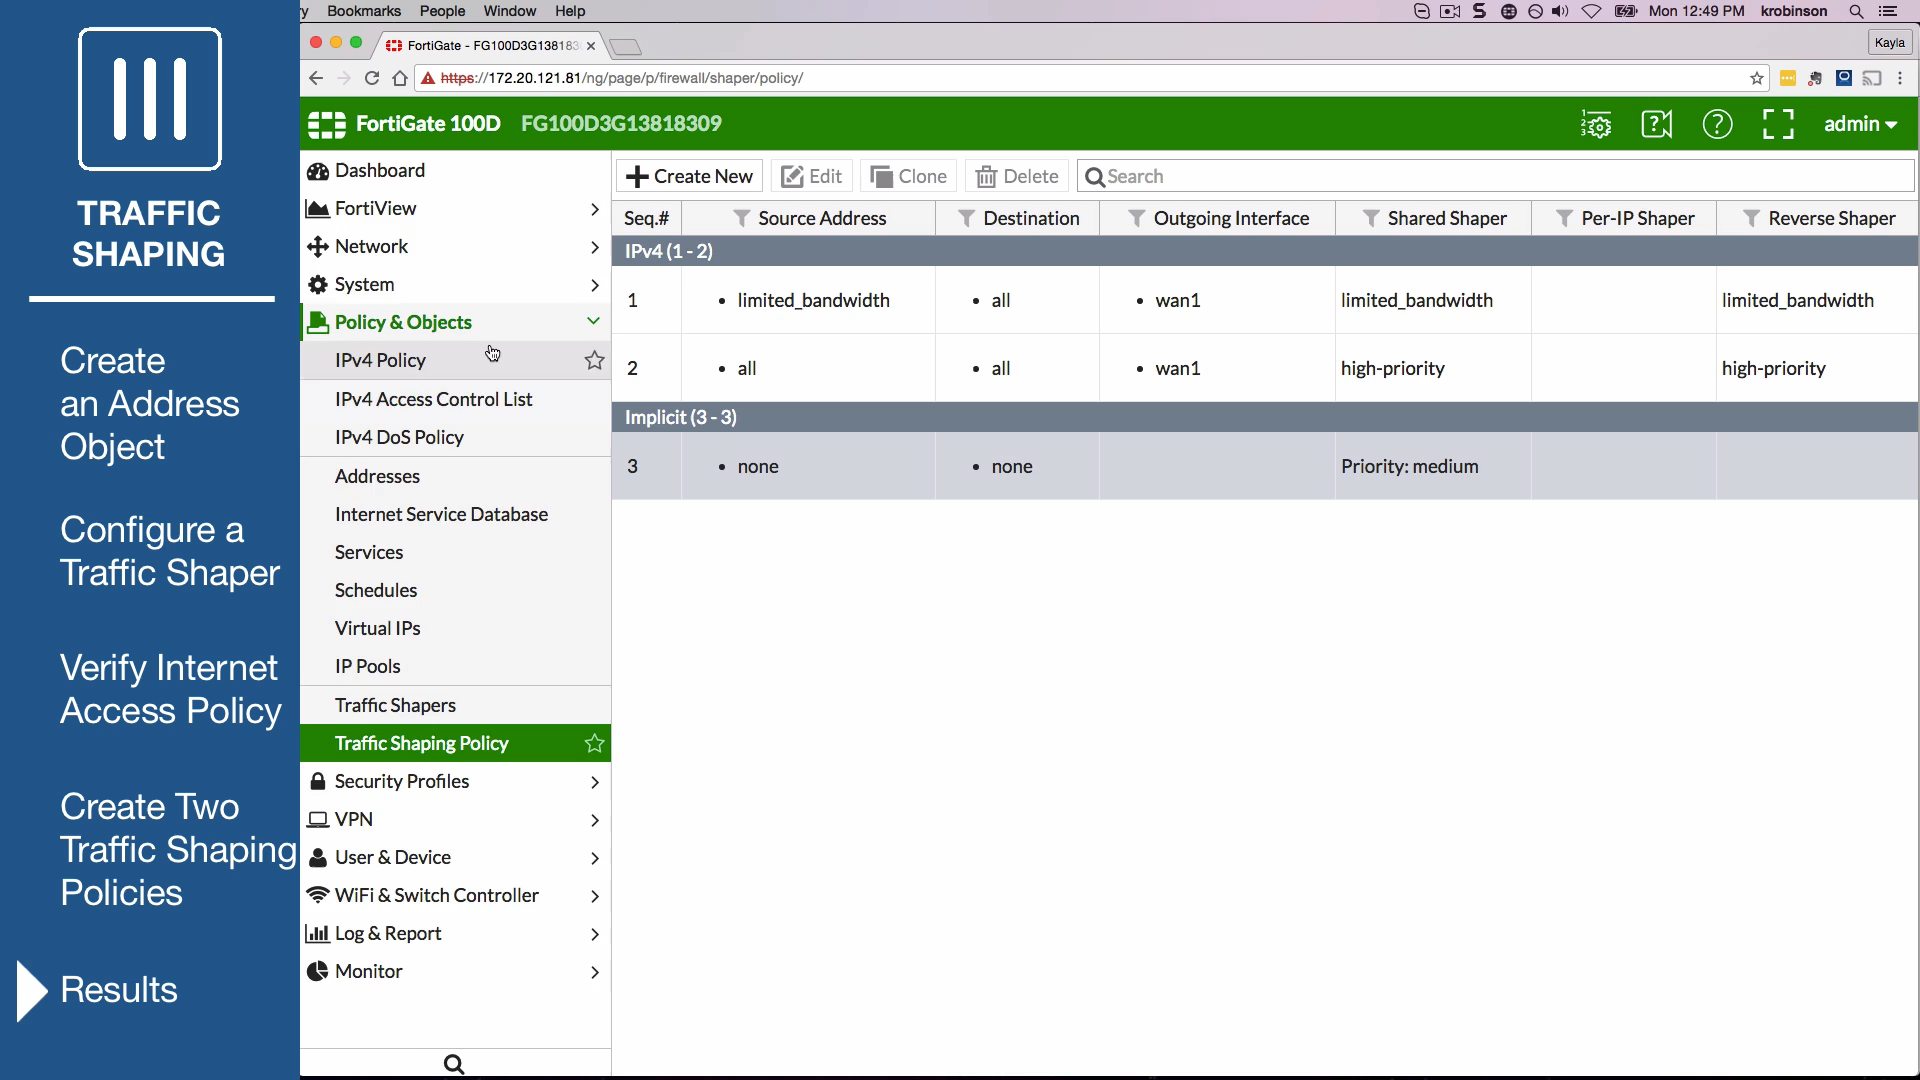 y Bookmarks People Window Help Mon 12:49 PM krobinson
FortiGate - FG100D3G138183 Kayla
https://172.20.121.81/ng/page/p/firewall/shaper/policy/
FortiGate 100D FG100D3G13818309 admin
TRAFFIC
SHAPING
Create
an Address
Object
Configure a
Traffic Shaper
Verify Internet
Access Policy
Create Two
Traffic Shaping
Policies
Results
Dashboard
FortiView
Network
System
Policy & Objects
IPv4 Policy
IPv4 Access Control List
IPv4 DoS Policy
Addresses
Internet Service Database
Services
Schedules
Virtual IPs
IP Pools
Traffic Shapers
Traffic Shaping Policy
Security Profiles
VPN
User & Device
WiFi & Switch Controller
Log & Report
Monitor
Create New Edit Clone Delete Search
Seq.# Source Address Destination Outgoing Interface Shared Shaper Per-IP Shaper Reverse Shaper
IPv4 (1 - 2)
1 • limited_bandwidth • all • wan1 limited_bandwidth limited_bandwidth
2 • all • all • wan1 high-priority high-priority
Implicit (3 - 3)
3 • none • none Priority: medium